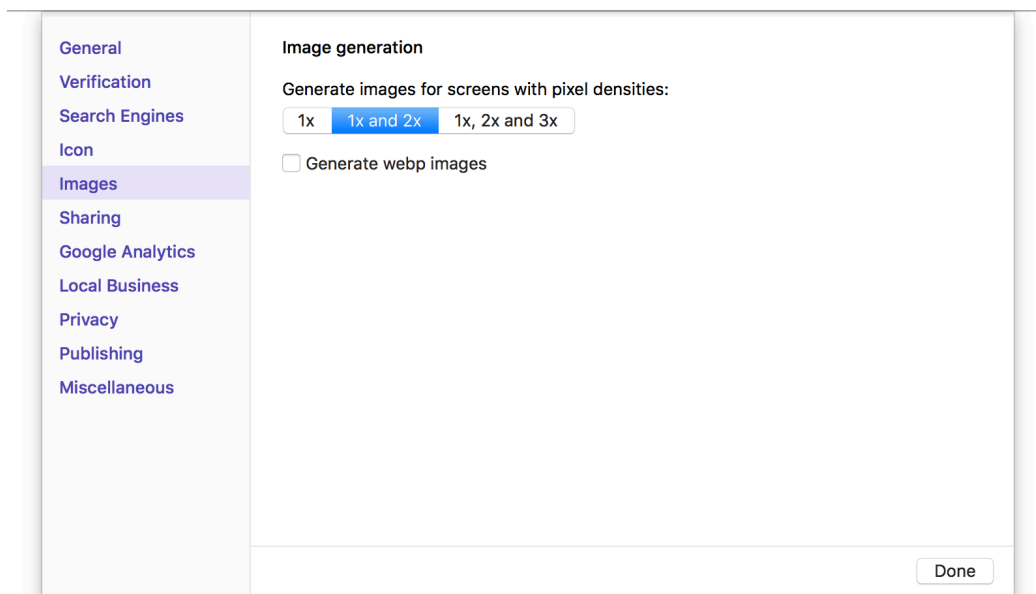 General
Verification
Search Engines
Icon
Images
Sharing
Google Analytics
Local Business
Privacy
Publishing
Miscellaneous
Image generation
Generate images for screens with pixel densities:
1x 1x and 2x 1x, 2x and 3x
Generate webp images
Done